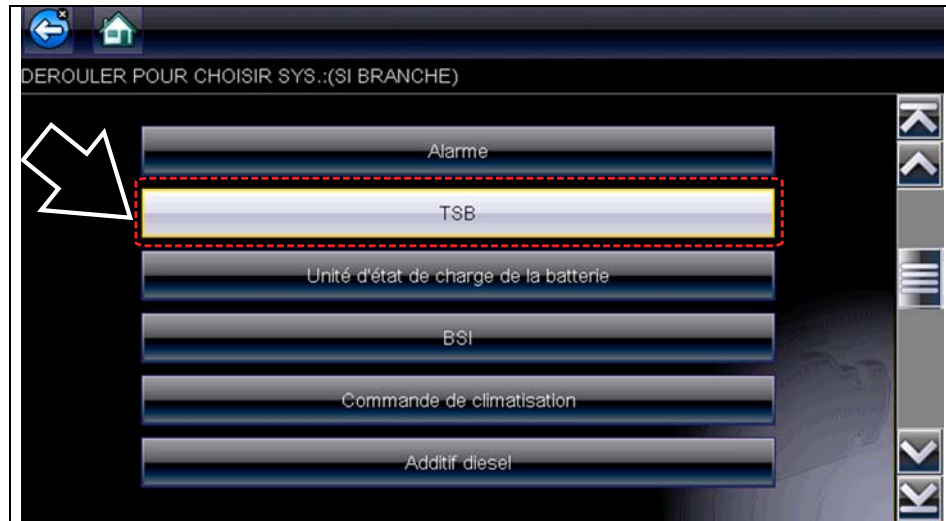 DEROULER POUR CHOISIR SYS.:(SI BRANCHE)
Alarme
TSB
Unité d'état de charge de la batterie
BSI
Commande de climatisation
Additif diesel